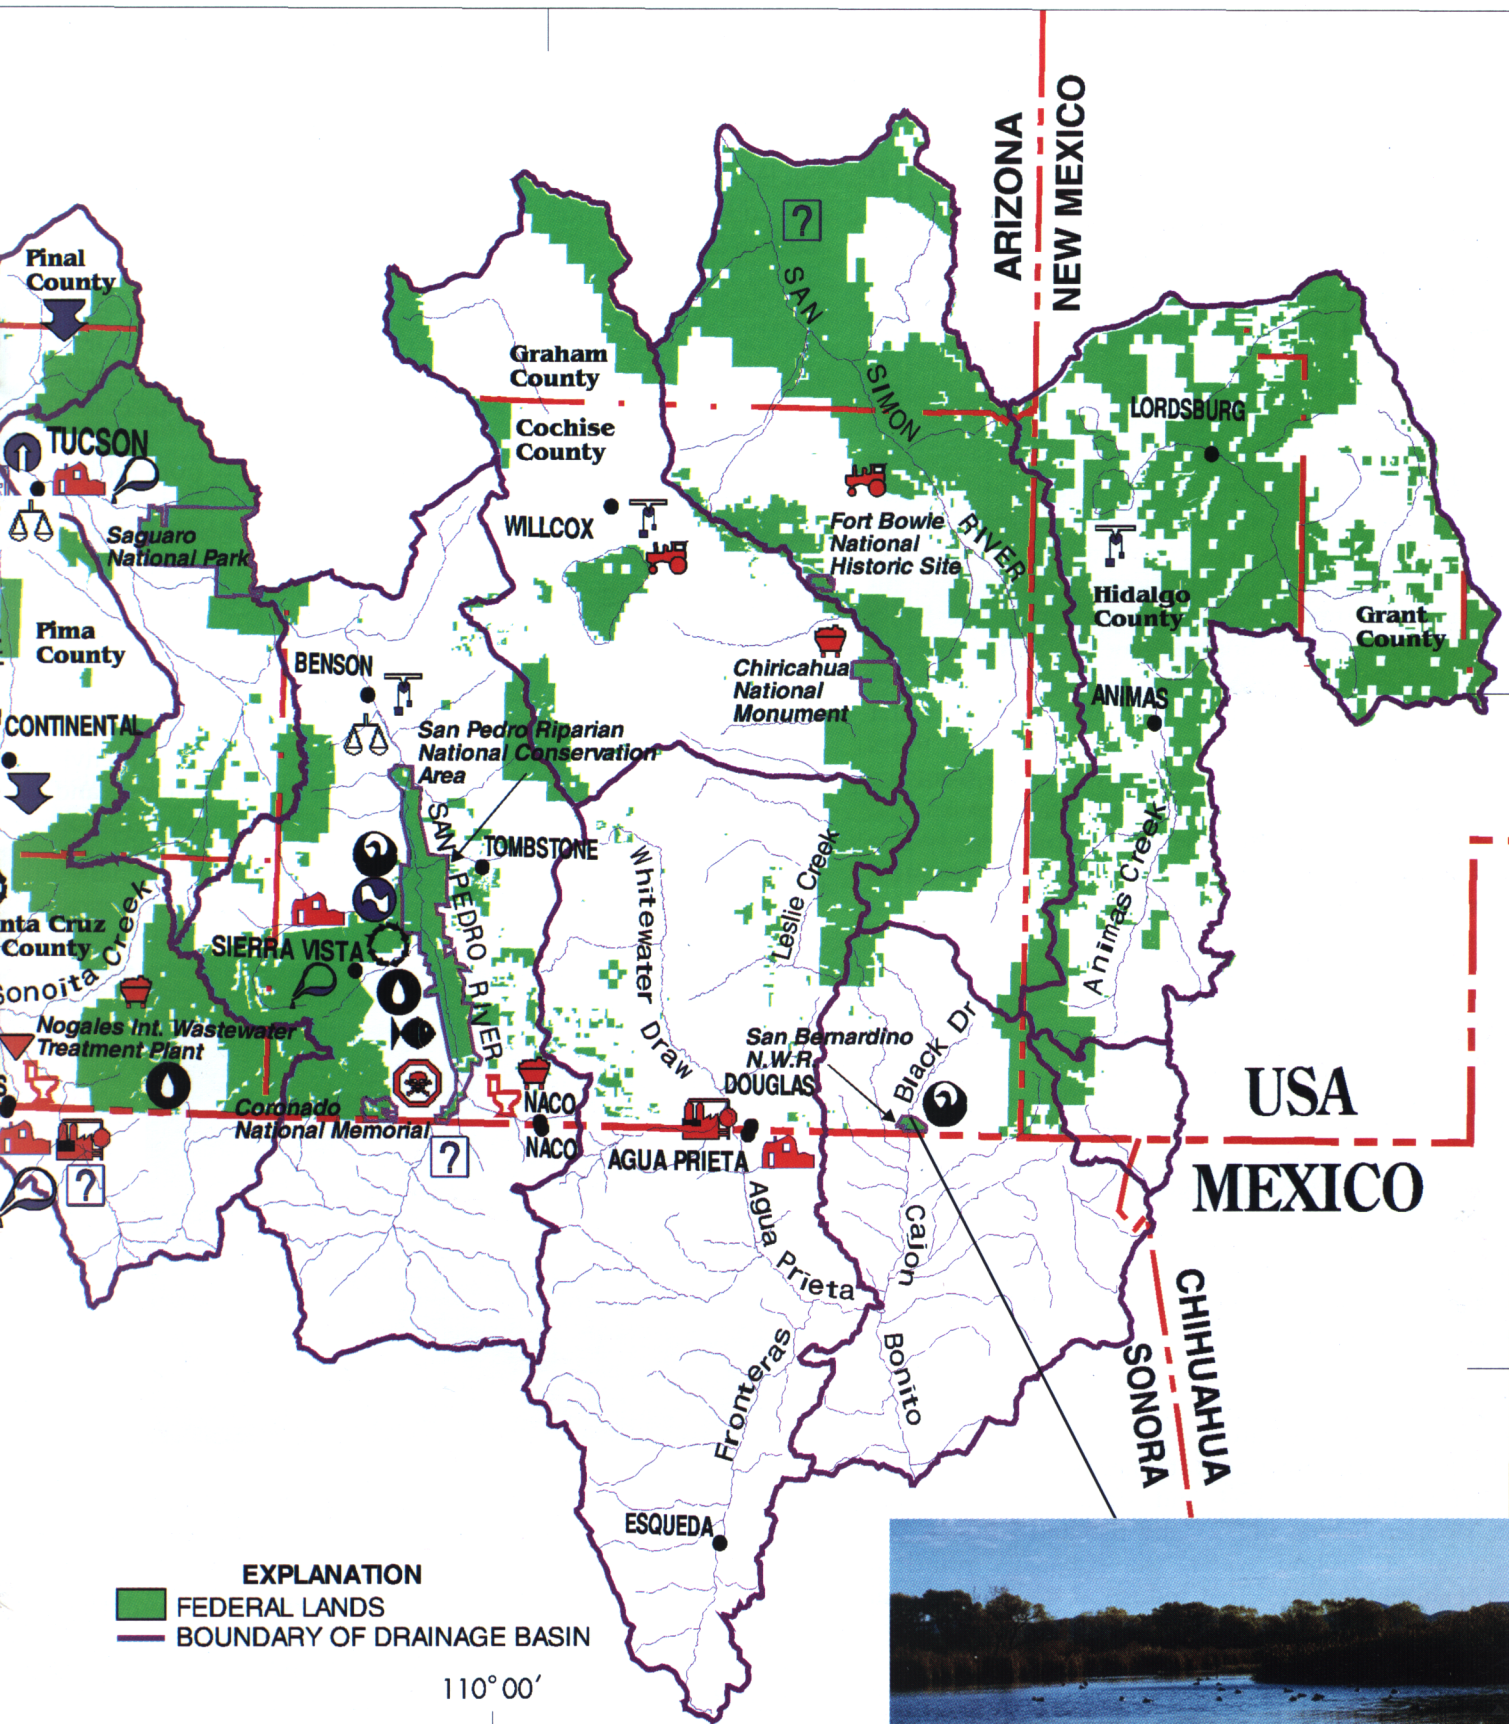 ARIZONA
NEW MEXICO
Pinal
County
SAN
SIMON
RIVER
Graham
County
Cochise
County
LORDSBURG
TUCSON
WILLCOX
Saguaro
National Park
Fort Bowie
National
Historic Site
Hidalgo
County
Grant
County
Pima
County
BENSON
Chiricahua
National
Monument
ANIMAS
CONTINENTAL
San Pedro Riparian
National Conservation
Area
SAN
PEDRO
RIVER
TOMBSTONE
Whitewater
Draw
Leslie Creek
Animas Creek
nta Cruz
County
Sonoita Creek
SIERRA VISTA
Nogales Int. Wastewater
Treatment Plant
San Bernardino
N.W.R.
DOUGLAS
Black Dr
USA
Coronado
National Memorial
NACO
NACO
AGUA PRIETA
MEXICO
?
?
?
Agua
Prieta
Cajon
Bonito
Fronteras
CHIHUAHUA
SONORA
ESQUEDA
EXPLANATION
FEDERAL LANDS
BOUNDARY OF DRAINAGE BASIN
110°00′